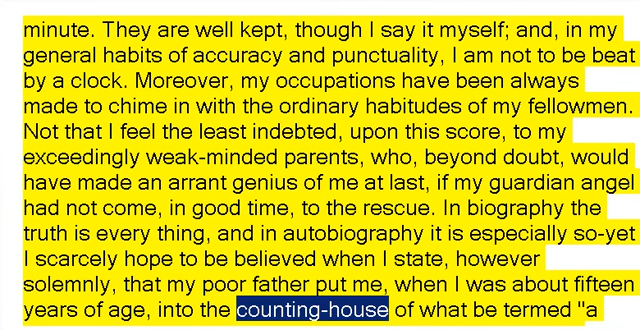 minute. They are well kept, though I say it myself; and, in my
general habits of accuracy and punctuality, I am not to be beat
by a clock. Moreover, my occupations have been always
made to chime in with the ordinary habitudes of my fellowmen.
Not that I feel the least indebted, upon this score, to my
exceedingly weak-minded parents, who, beyond doubt, would
have made an arrant genius of me at last, if my guardian angel
had not come, in good time, to the rescue. In biography the
truth is every thing, and in autobiography it is especially so-yet
I scarcely hope to be believed when I state, however
solemnly, that my poor father put me, when I was about fifteen
years of age, into the counting-house of what be termed "a